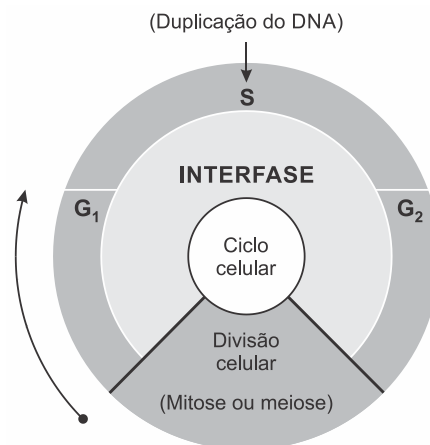 (Duplicação do DNA)
S
INTERFASE
G₁
G₂
Ciclo
celular
Divisão
celular
(Mitose ou meiose)